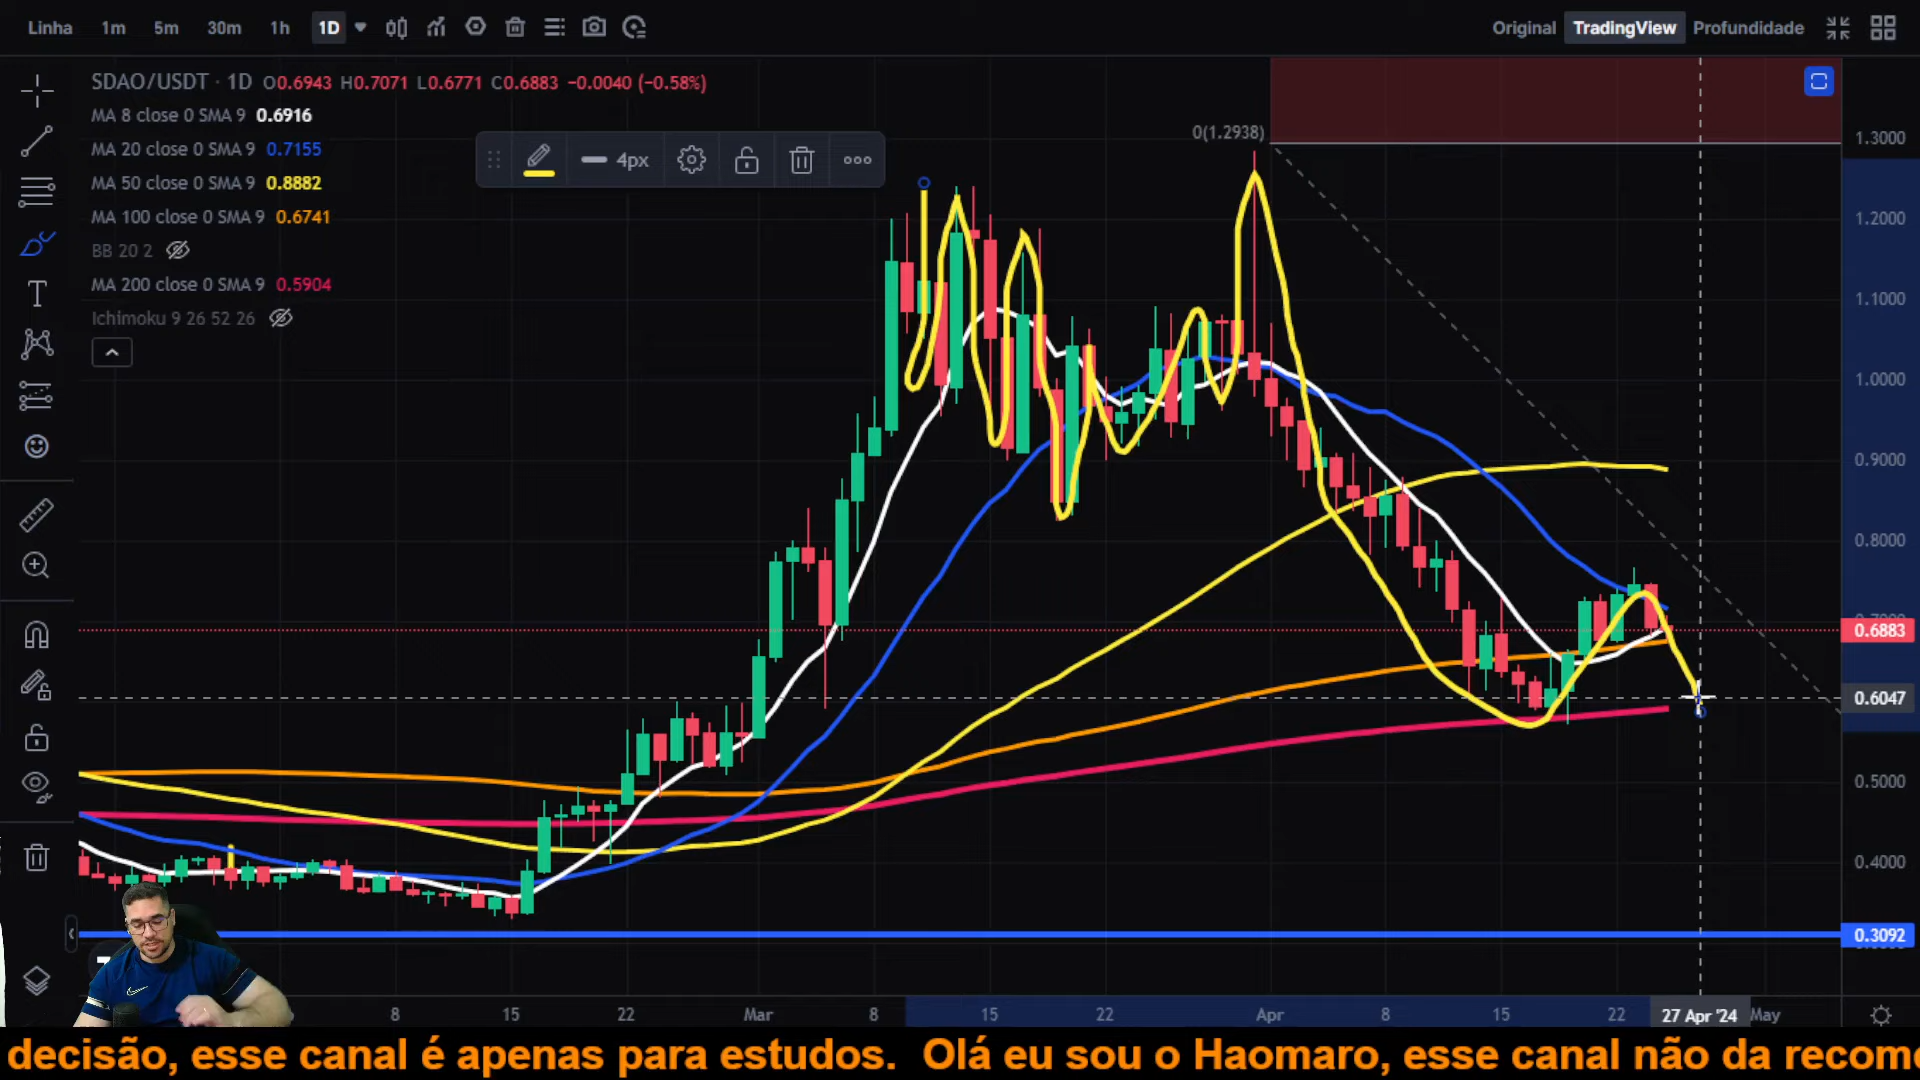 Linha 1m 5m 30m 1h 1D Original TradingView Profundidade
SDAO/USDT · 1D O0.6943 H0.7071 L0.6771 C0.6883 −0.0040 (−0.58%)
MA 8 close 0 SMA 9 0.6916
MA 20 close 0 SMA 9 0.7155
MA 50 close 0 SMA 9 0.8882
MA 100 close 0 SMA 9 0.6741
BB 20 2
MA 200 close 0 SMA 9 0.5904
Ichimoku 9 26 52 26
4px
0(1.2938)
1.3000
1.2000
1.1000
1.0000
0.9000
0.8000
0.7000
0.6883
0.6047
0.5000
0.4000
0.3092
8 15 22 Mar 8 15 22 Apr 8 15 22 27 Apr '24 May
decisão, esse canal é apenas para estudos. Olá eu sou o Haomaro, esse canal não da recome